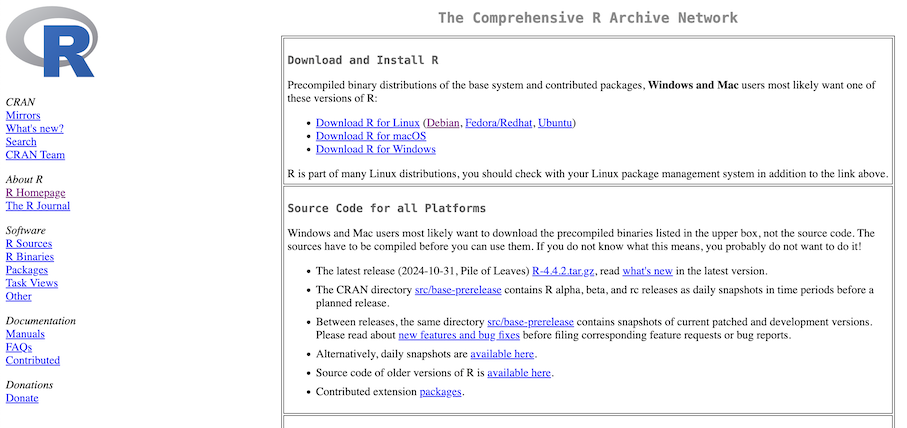 R
CRAN
Mirrors
What's new?
Search
CRAN Team
About R
R Homepage
The R Journal
Software
R Sources
R Binaries
Packages
Task Views
Other
Documentation
Manuals
FAQs
Contributed
Donations
Donate
The Comprehensive R Archive Network
Download and Install R
Precompiled binary distributions of the base system and contributed packages, Windows and Mac users most likely want one of
these versions of R:
• Download R for Linux (Debian, Fedora/Redhat, Ubuntu)
• Download R for macOS
• Download R for Windows
R is part of many Linux distributions, you should check with your Linux package management system in addition to the link above.
Source Code for all Platforms
Windows and Mac users most likely want to download the precompiled binaries listed in the upper box, not the source code. The
sources have to be compiled before you can use them. If you do not know what this means, you probably do not want to do it!
• The latest release (2024-10-31, Pile of Leaves) R-4.4.2.tar.gz, read what's new in the latest version.
• The CRAN directory src/base-prerelease contains R alpha, beta, and rc releases as daily snapshots in time periods before a
planned release.
• Between releases, the same directory src/base-prerelease contains snapshots of current patched and development versions.
Please read about new features and bug fixes before filing corresponding feature requests or bug reports.
• Alternatively, daily snapshots are available here.
• Source code of older versions of R is available here.
• Contributed extension packages.